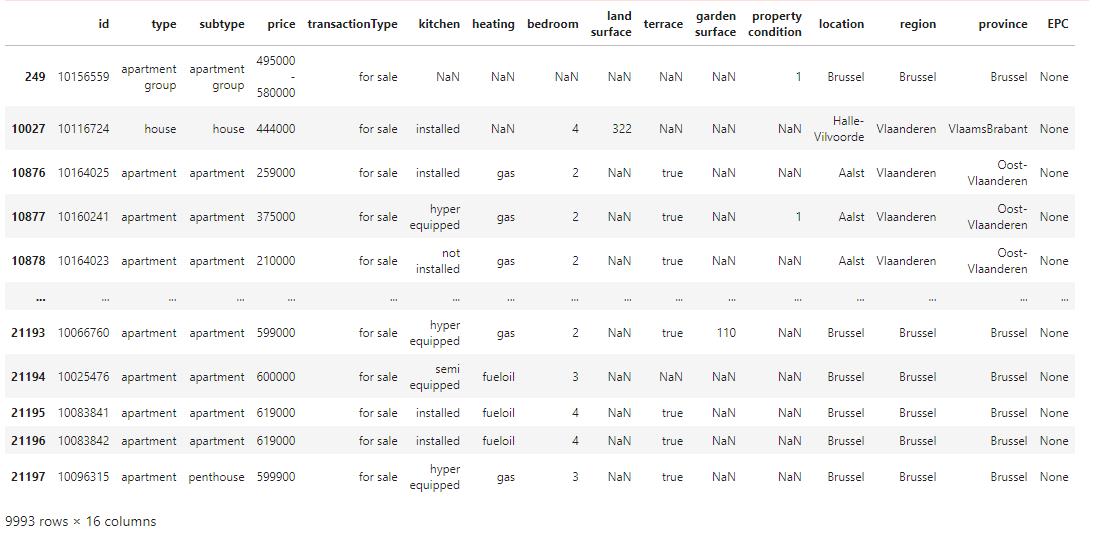 id type subtype price transactionType kitchen heating bedroom land surface terrace garden surface property condition location region province EPC
249 10156559 apartment group apartment group 495000 - 580000 for sale NaN NaN NaN NaN NaN NaN 1 Brussel Brussel Brussel None
10027 10116724 house house 444000 for sale installed NaN 4 322 NaN NaN NaN Halle-Vilvoorde Vlaanderen VlaamsBrabant None
10876 10164025 apartment apartment 259000 for sale installed gas 2 NaN true NaN NaN Aalst Vlaanderen Oost-Vlaanderen None
10877 10160241 apartment apartment 375000 for sale hyper equipped gas 2 NaN true NaN 1 Aalst Vlaanderen Oost-Vlaanderen None
10878 10164023 apartment apartment 210000 for sale not installed gas 2 NaN true NaN NaN Aalst Vlaanderen Oost-Vlaanderen None
... ... ... ... ... ... ... ... ... ... ... ... ... ... ... ... ...
21193 10066760 apartment apartment 599000 for sale hyper equipped gas 2 NaN true 110 NaN Brussel Brussel Brussel None
21194 10025476 apartment apartment 600000 for sale semi equipped fueloil 3 NaN NaN NaN NaN Brussel Brussel Brussel None
21195 10083841 apartment apartment 619000 for sale installed fueloil 4 NaN true NaN NaN Brussel Brussel Brussel None
21196 10083842 apartment apartment 619000 for sale installed fueloil 4 NaN true NaN NaN Brussel Brussel Brussel None
21197 10096315 apartment penthouse 599900 for sale hyper equipped gas 3 NaN true NaN NaN Brussel Brussel Brussel None
9993 rows × 16 columns